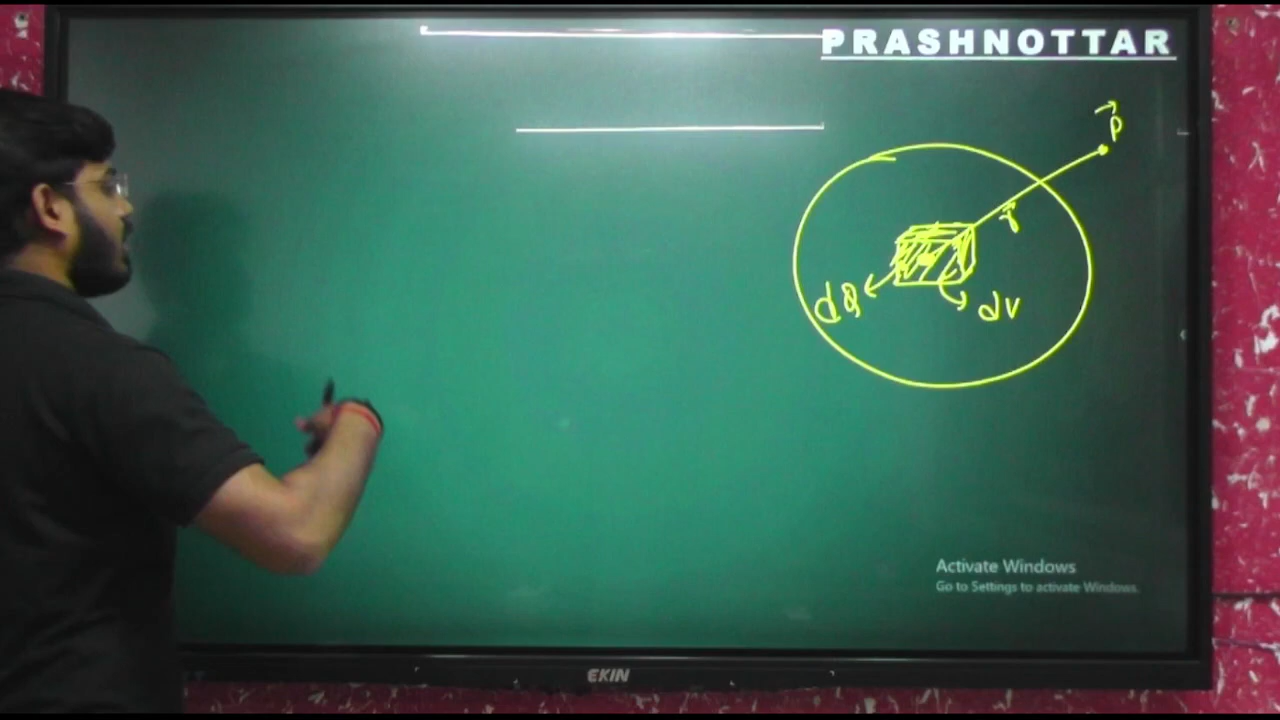 PRASHNOTTAR
P
r
dQ
dV
Activate Windows
Go to Settings to activate Windows.
EKIN